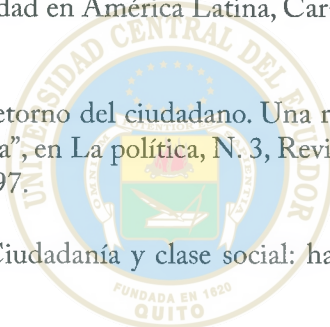 dad en América Latina, Car
etorno del ciudadano. Una r
a”, en La política, N. 3, Revi
97.
Ciudadanía y clase social: ha
UNIVERSIDAD CENTRAL DEL ECUADOR
FUNDADA EN 1620
QUITO